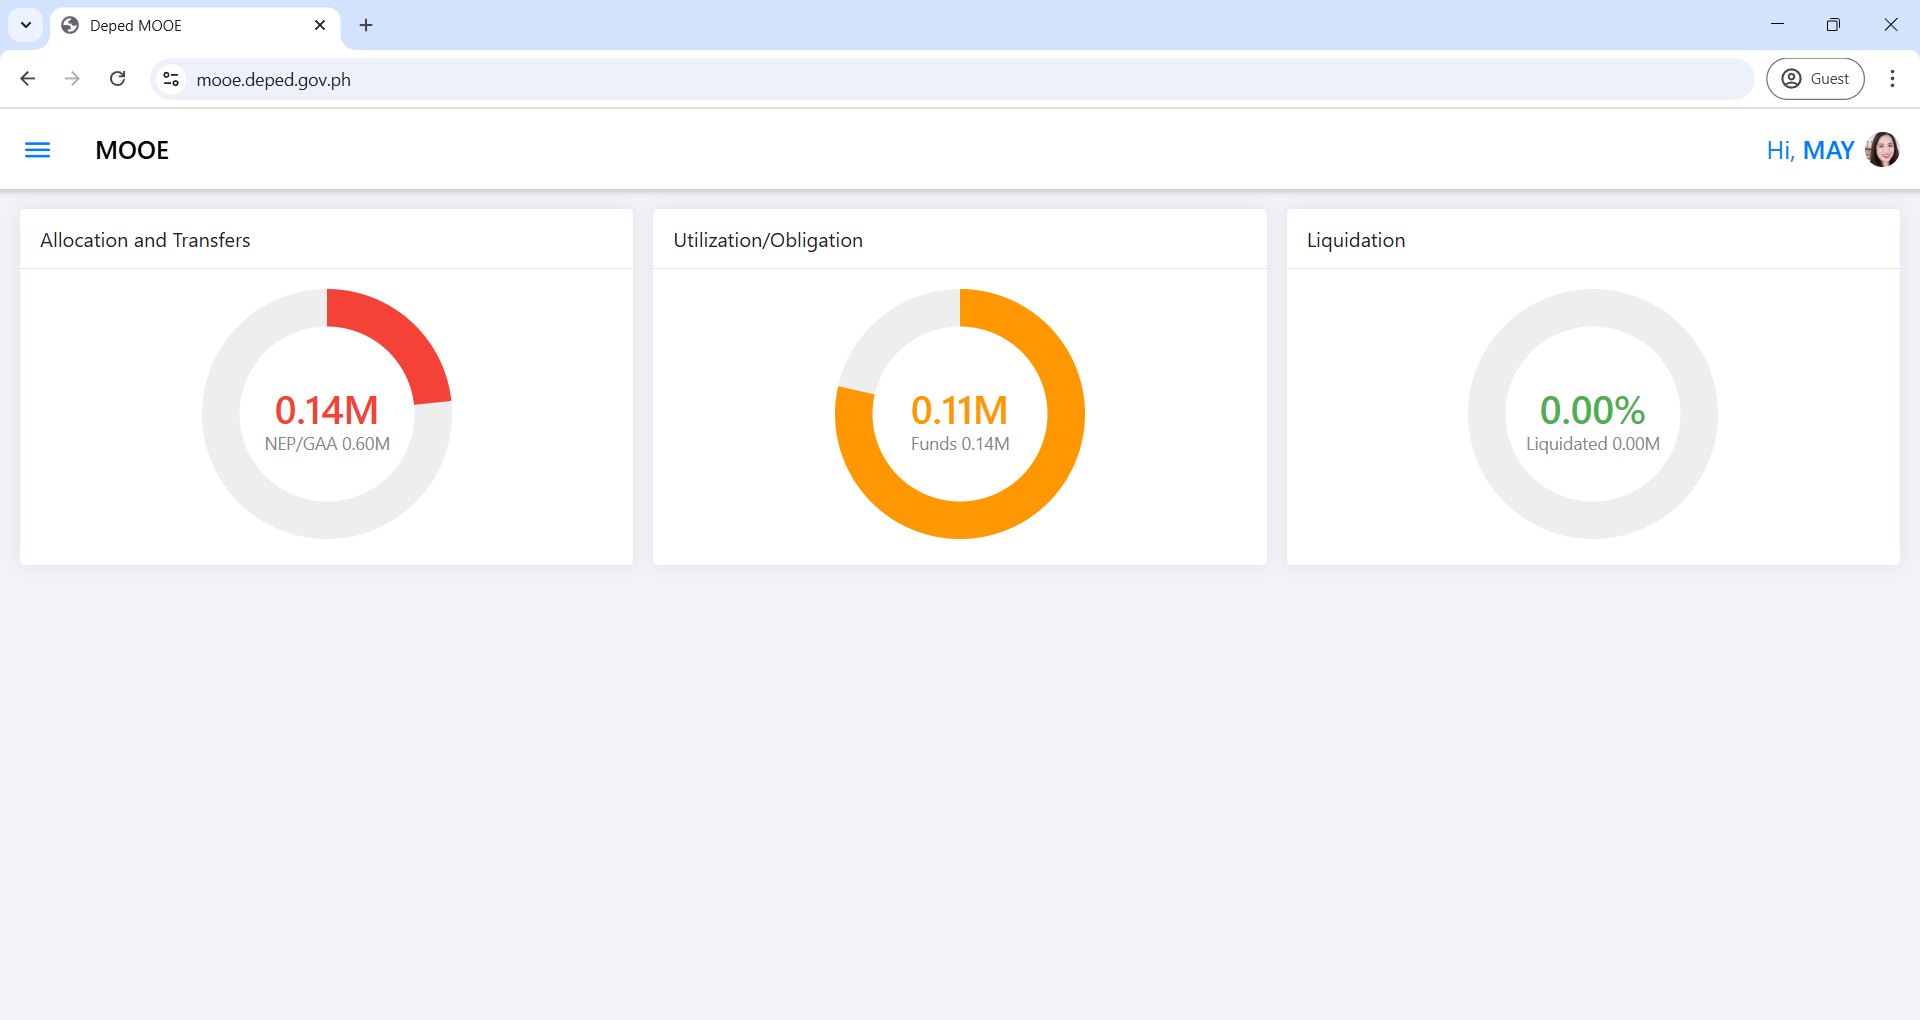 Deped MOOE
mooe.deped.gov.ph
Guest
MOOE
Hi, MAY
Allocation and Transfers
0.14M
NEP/GAA 0.60M
Utilization/Obligation
0.11M
Funds 0.14M
Liquidation
0.00%
Liquidated 0.00M